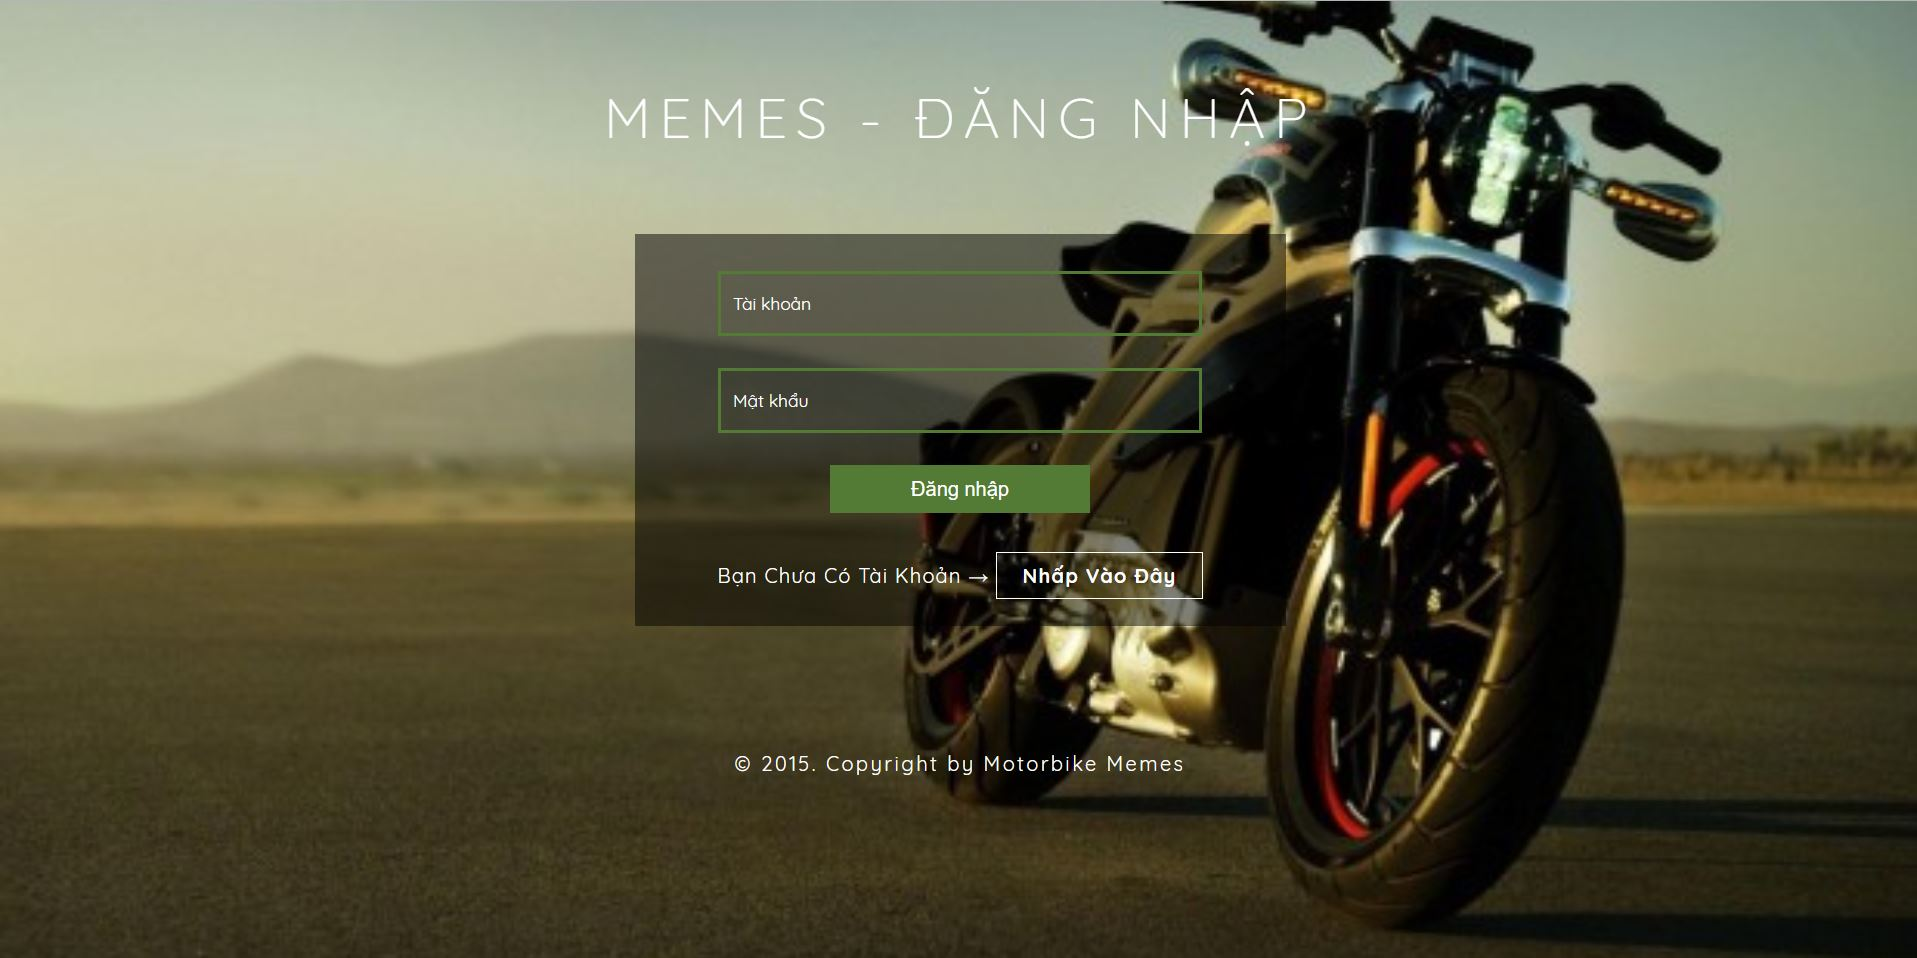 MEMES - ĐĂNG NHẬP
Tài khoản
Mật khẩu
Đăng nhập
Bạn Chưa Có Tài Khoản → Nhấp Vào Đây
© 2015. Copyright by Motorbike Memes